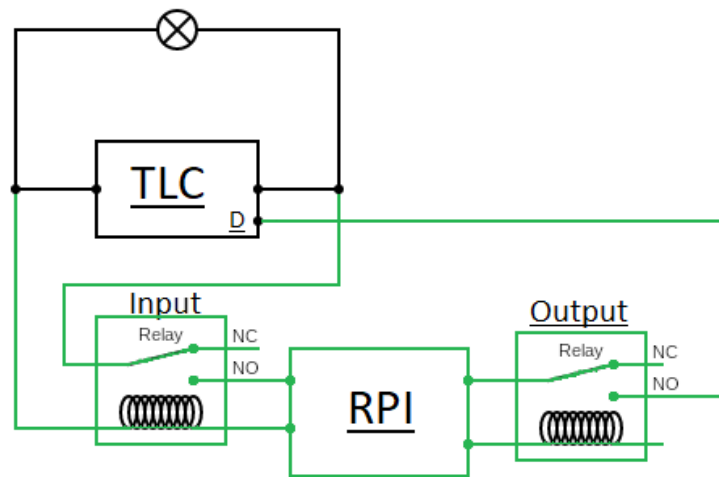 TLC
D
Input
Relay
NC
NO
RPI
Output
Relay
NC
NO